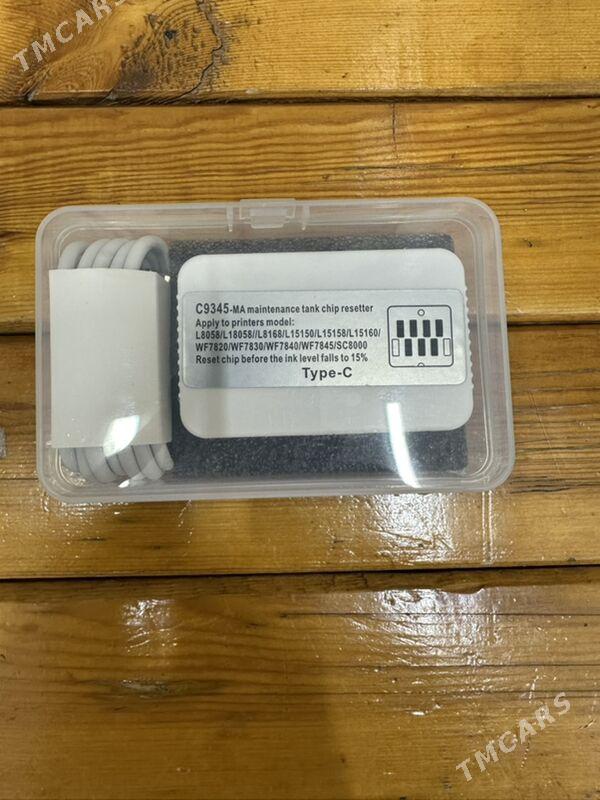 TMCARS
C9345-MA maintenance tank chip resetter
Apply to printers model:
L8058/L18058//L8168/L15150/L15158/L15160/
WF7820/WF7830/WF7840/WF7845/SC8000
Reset chip before the ink level falls to 15%
Type-C
TMCARS